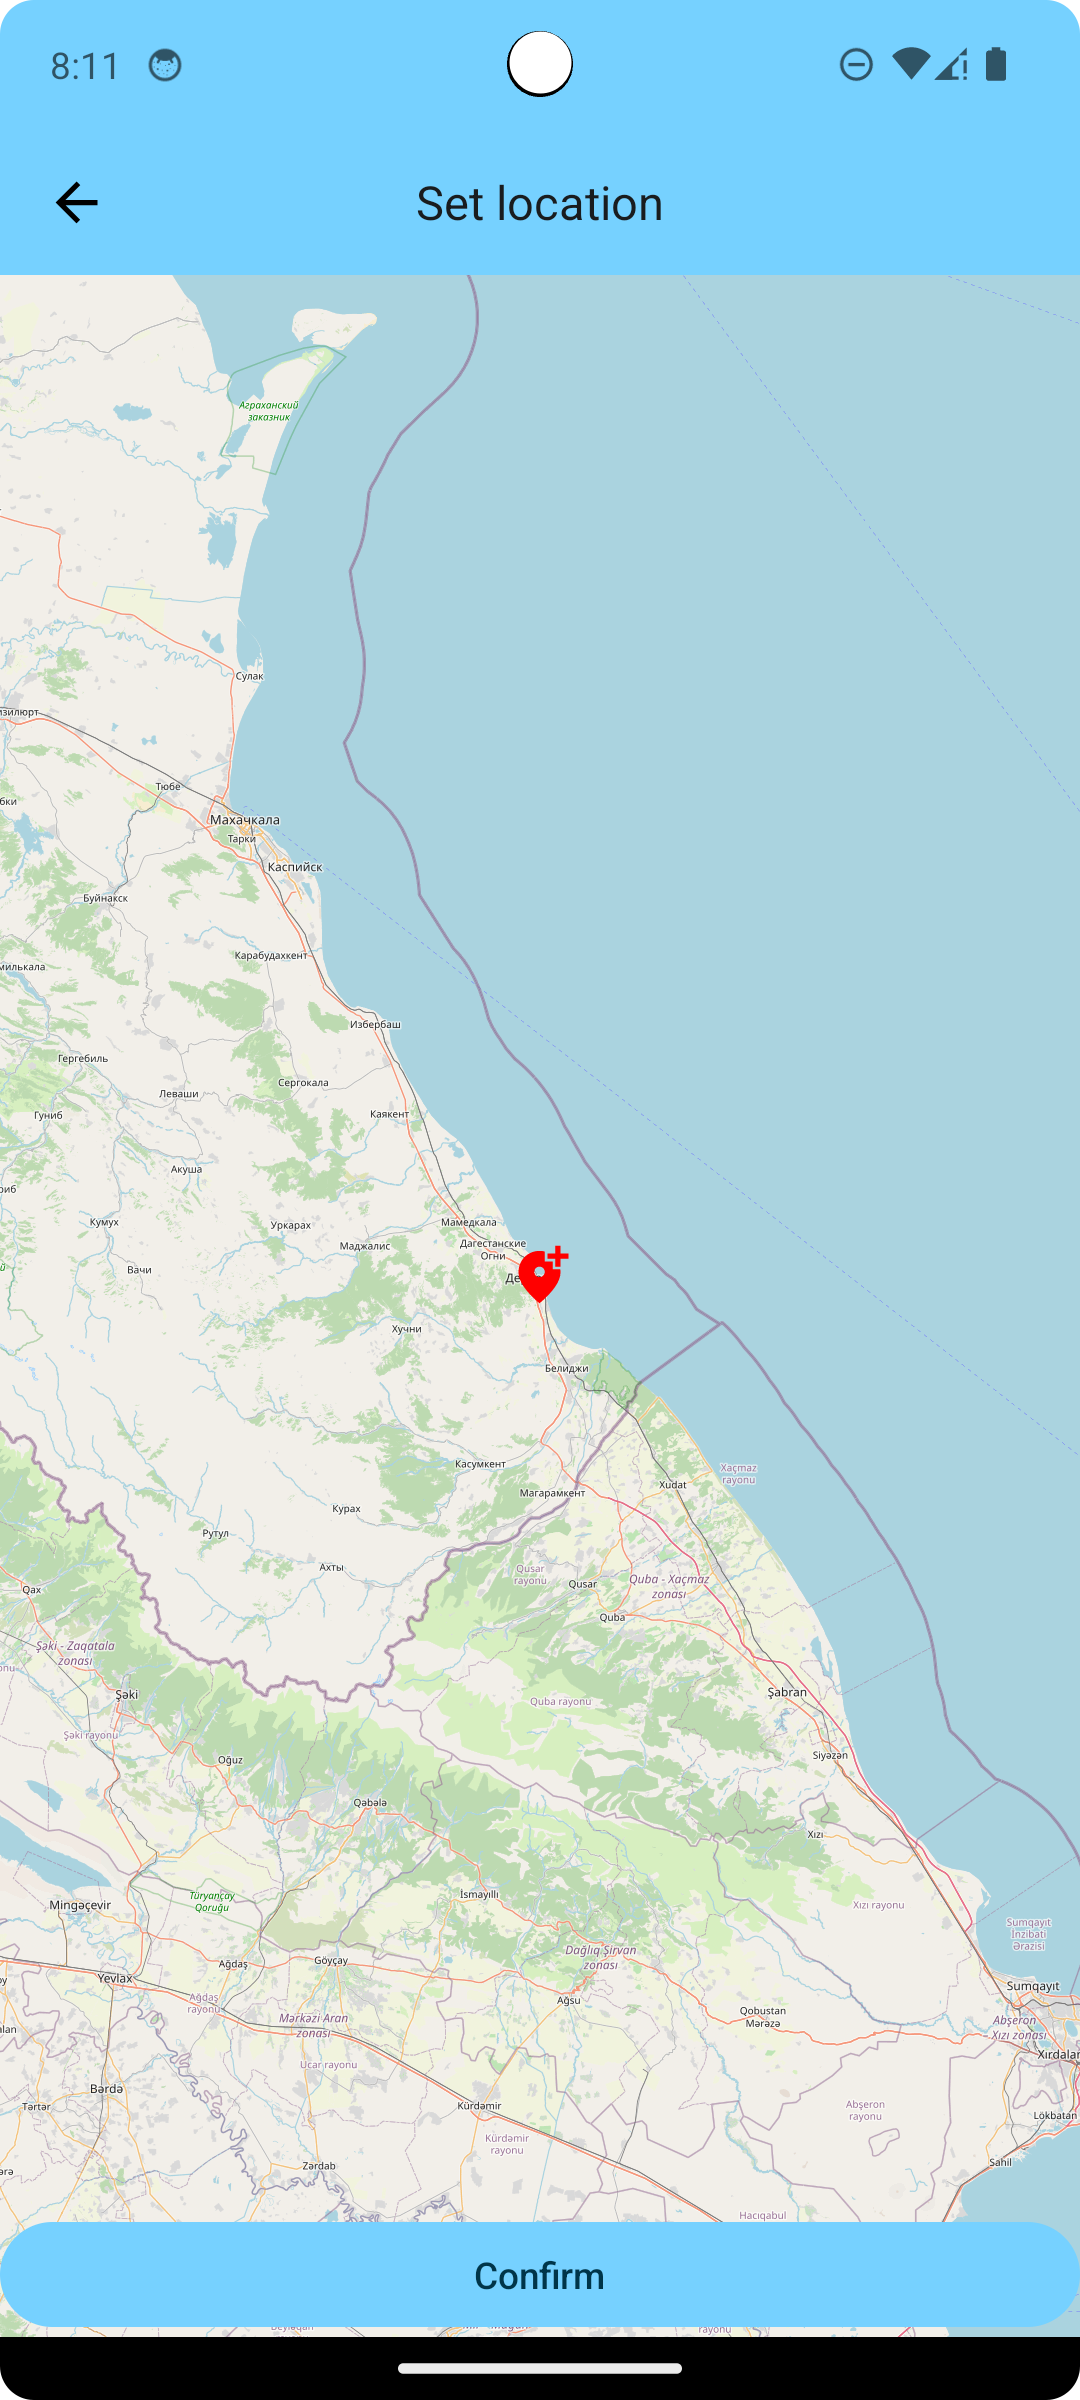 8:11
Set location
Аграханский
заказник
Сулак
Тюбе
Махачкала
Тарки
Каспийск
Буйнакск
Карабудахкент
Избербаш
Гергебиль
Сергокала
Леваши
Каякент
Гуниб
Акуша
Кумух
Уркарах
Мамедкала
Маджалис
Дагестанские
Огни
Вачи
Хучни
Белиджи
Касумкент
Xaçmaz
rayonu
Xudat
Магарамкент
Курах
Рутул
Ахты
Qusar
rayonu
Qusar
Quba - Xaçmaz
zonası
Qax
Quba
Şəki - Zaqatala
zonası
Şəki
Şabran
Quba rayonu
Şəki rayonu
Siyəzən
Oğuz
Qəbələ
Xızı
İsmayıllı
Türyançay
Qoruğu
Mingəçevir
Xızı rayonu
Sumqayıt
İnzibati
Ərazisi
Dağlıq Şirvan
zonası
Ağdaş
Göyçay
Yevlax
Sumqayıt
Ağdaş
rayonu
Ağsu
Qobustan
Mərəzə
Mərkəzi Aran
zonası
Abşeron
Xızı zonası
Ucar rayonu
Bərdə
Tərtər
Kürdəmir
Abşeron
rayonu
Lökbatan
Kürdəmir
rayonu
Zərdab
Sahil
Hacıqabul
Confirm
rayonu